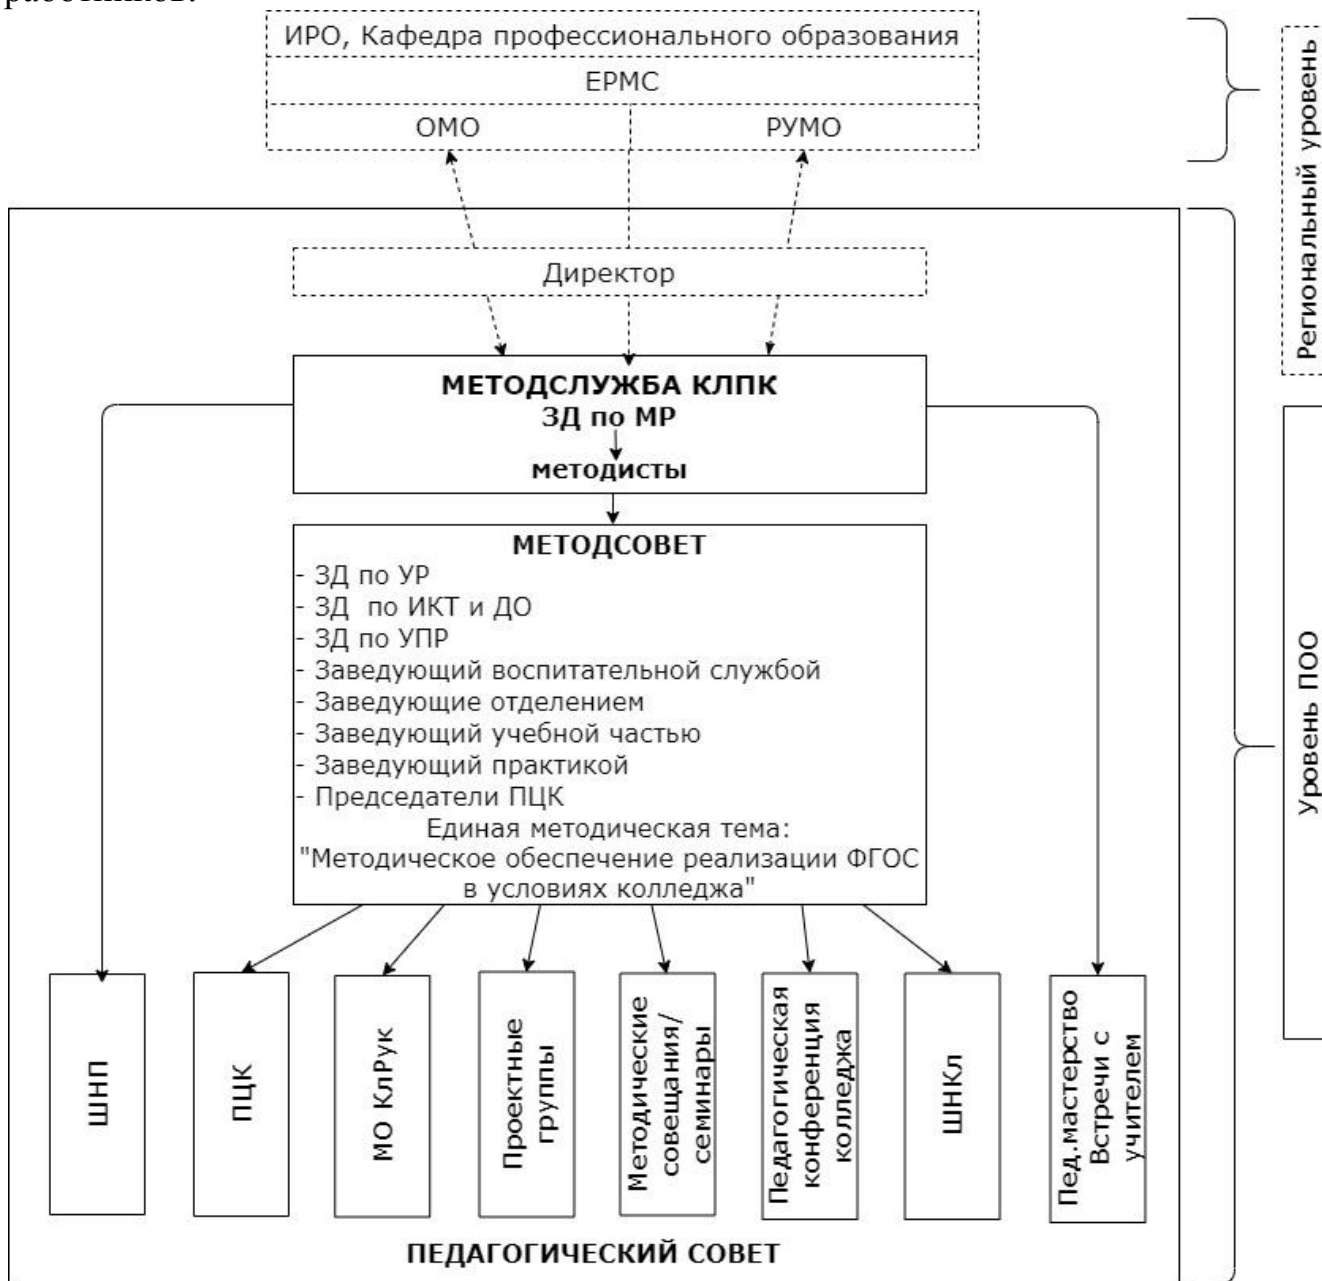 работников.
ИРО, Кафедра профессионального образования
ЕРМС
ОМО
РУМО
Региональный уровень
Директор
МЕТОДСЛУЖБА КЛПК
ЗД по МР
методисты
МЕТОДСОВЕТ
- ЗД по УР
- ЗД по ИКТ и ДО
- ЗД по УПР
- Заведующий воспитательной службой
- Заведующие отделением
- Заведующий учебной частью
- Заведующий практикой
- Председатели ПЦК
Единая методическая тема:
"Методическое обеспечение реализации ФГОС
в условиях колледжа"
Уровень ПОО
ШНП
ПЦК
МО КлРук
Проектные
группы
Методические
совещания/
семинары
Педагогическая
конференция
колледжа
ШНКл
Пед.мастерство
Встречи с
учителем
ПЕДАГОГИЧЕСКИЙ СОВЕТ